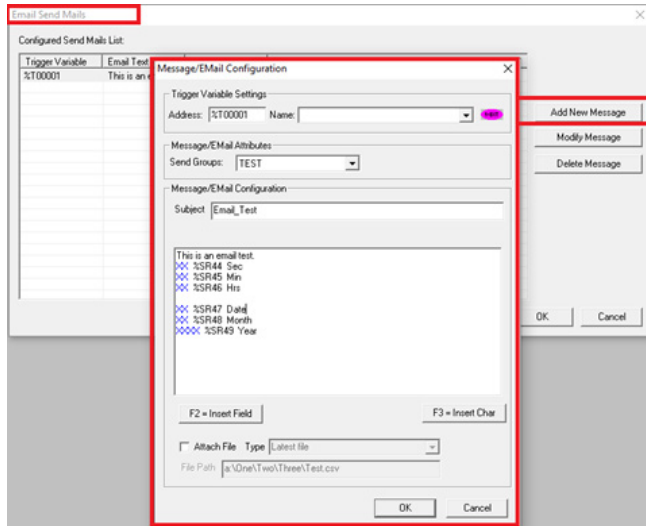 Email Send Mails
Configured Send Mails List:
Trigger Variable Email Text
%T00001 This is an e
Add New Message
Modify Message
Delete Message
OK Cancel
Message/EMail Configuration
Trigger Variable Settings
Address: %T00001 Name:
Message/EMail Attributes
Send Groups: TEST
Message/EMail Configuration
Subject Email_Test
This is an email test.
XX %SR44 Sec
XX %SR45 Min
XX %SR46 Hrs
XX %SR47 Date
XX %SR48 Month
XXXX %SR49 Year
F2 = Insert Field F3 = Insert Char
Attach File Type Latest file
File Path a:\One\Two\Three\Test.csv
OK Cancel